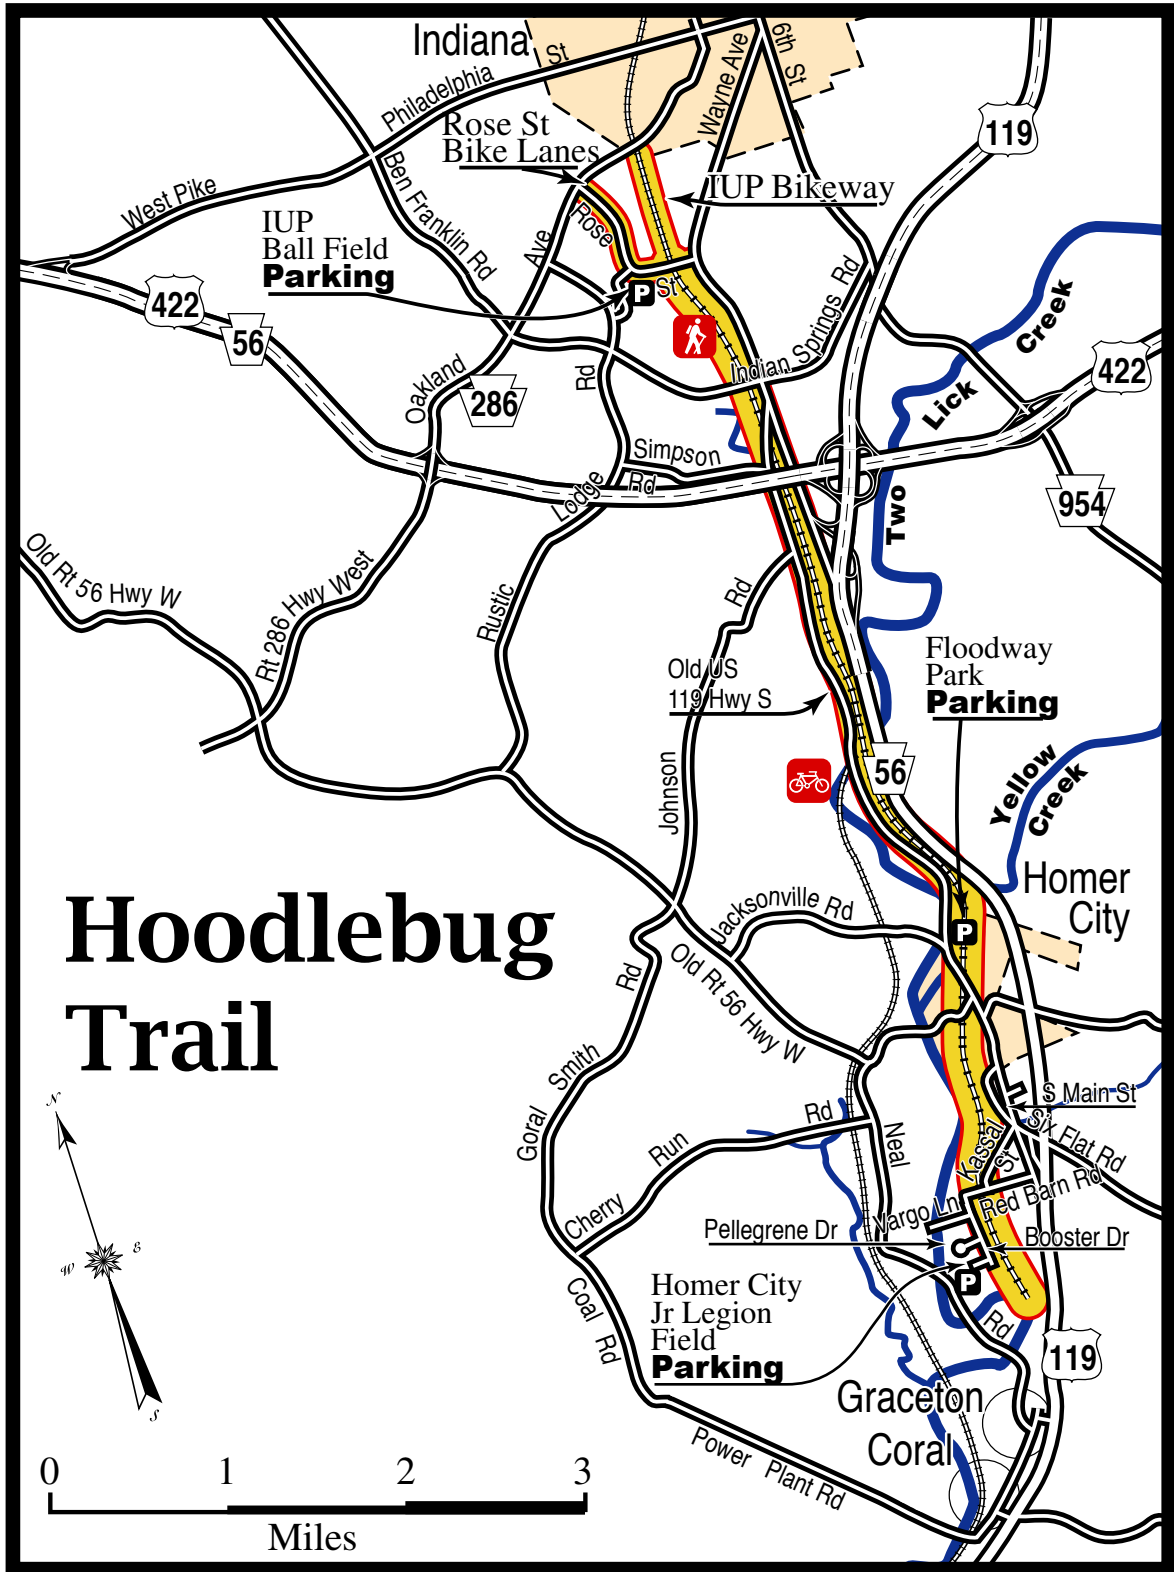 Indiana
Philadelphia St
Wayne Ave
6th St
119
Rose St
Bike Lanes
West Pike
Ben Franklin Rd
IUP Bikeway
IUP
Ball Field
Parking
Ave
Rose
St
P
Indian Springs Rd
422
56
Creek
Lick
Two
422
Oakland
286
Rd
Simpson
Rd
Lodge
954
Old Rt 56 Hwy W
Rt 286 Hwy West
Rustic
Rd
Old US
119 Hwy S
Floodway
Park
Parking
56
Yellow
Creek
Johnson
Homer
City
Hoodlebug
Trail
Jacksonville Rd
P
Old Rt 56 Hwy W
Rd
Smith
Goral
S Main St
Six Flat Rd
Rd
Run
Cherry
Neal
Kassal
St
Red Barn Rd
Vargo Ln
Pellegrene Dr
Booster Dr
N
W
E
S
P
Homer City
Jr Legion
Field
Parking
Coal Rd
Rd
119
Graceton
Coral
Power Plant Rd
0 1 2 3
Miles